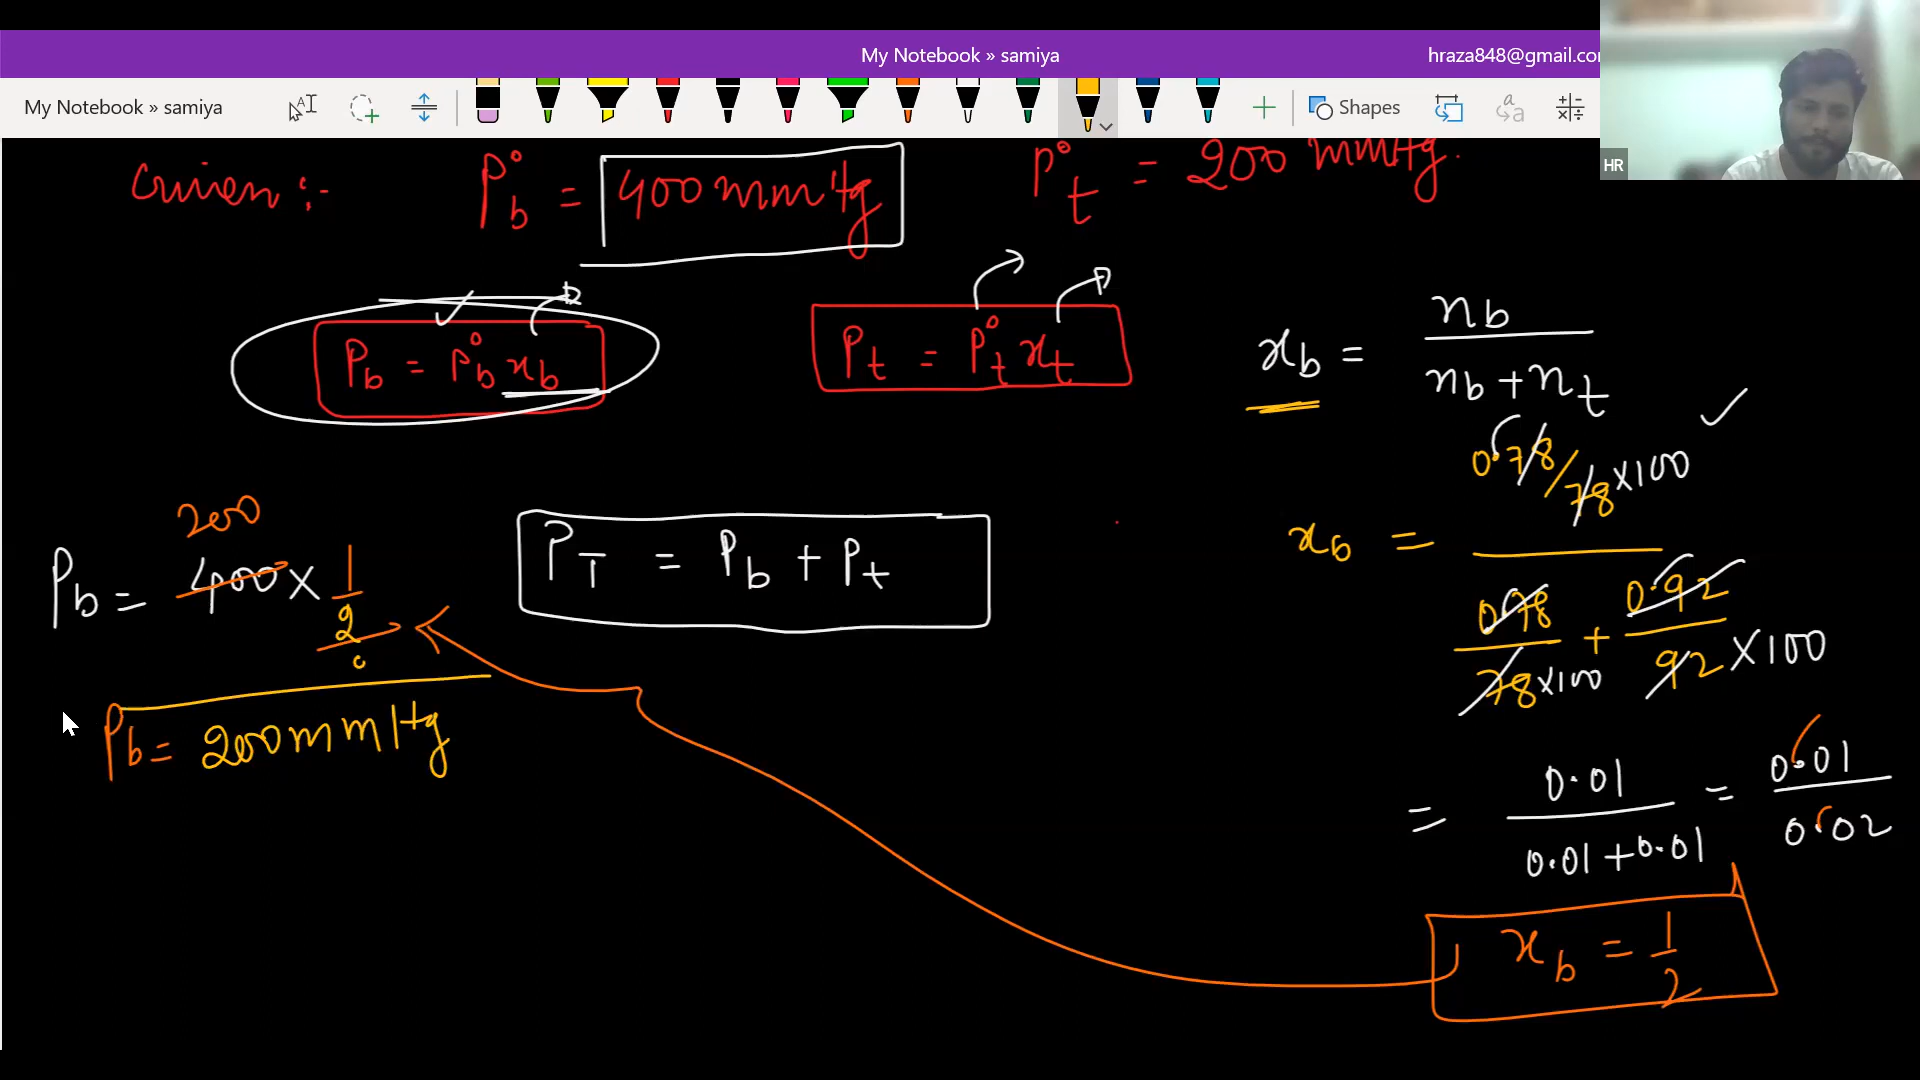 My Notebook » samiya
hraza848@gmail.co
My Notebook » samiya
Shapes
HR
Given :- P°b = 400 mmHg P°t = 200 mmHg.
Pb = P°b xb
Pt = P°t xt
xb = nb / nb + nt
xb = 0.78/78×100 / 0.78/78×100 + 0.92/92×100
= 0.01 / 0.01 + 0.01 = 0.01 / 0.02
xb = 1/2
200
Pb = 400 × 1/2
PT = Pb + Pt
Pb = 200 mmHg